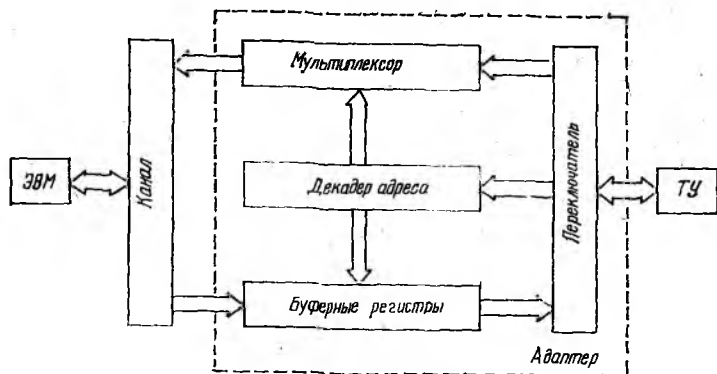 Мультиплексор
ЭВМ
Канал
Декадер адреса
Переключатель
ТУ
Буферные регистры
Адаптер